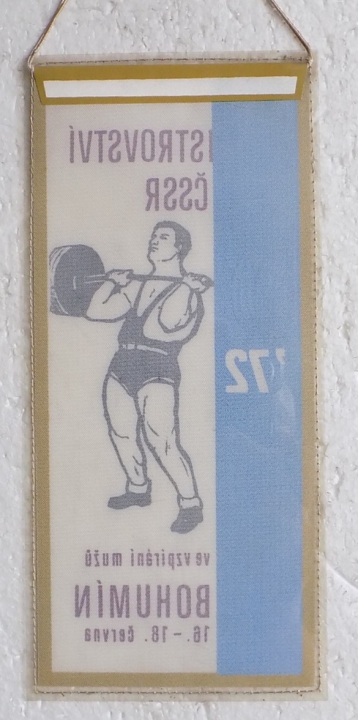 ISTROVSTVÍ
ČSSR
'72
ve vzpírání mužů
BOHUMÍN
16.-18. června